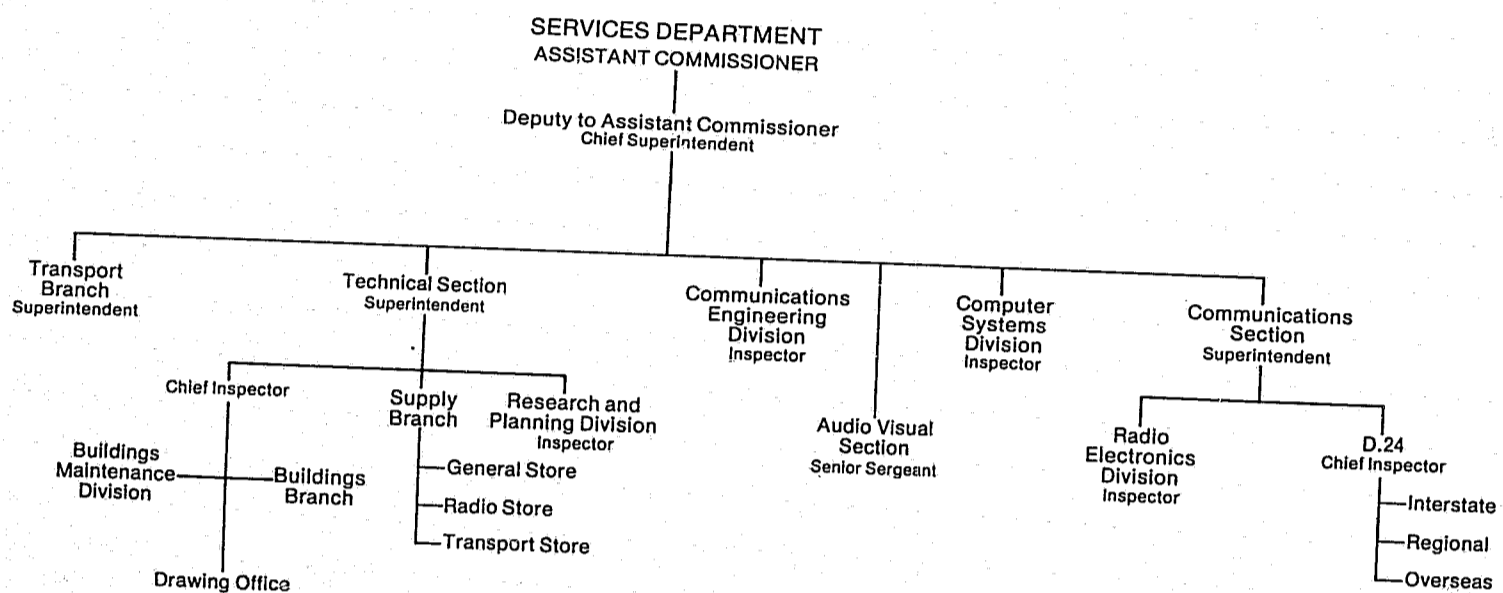 SERVICES DEPARTMENT
ASSISTANT COMMISSIONER
Deputy to Assistant Commissioner
Chief Superintendent
Transport
Branch
Superintendent
Technical Section
Superintendent
Communications
Engineering
Division
Inspector
Computer
Systems
Division
Inspector
Communications
Section
Superintendent
Chief Inspector
Supply
Branch
Research and
Planning Division
Inspector
Audio Visual
Section
Senior Sergeant
Radio
Electronics
Division
Inspector
D.24
Chief Inspector
Buildings
Maintenance
Division
Buildings
Branch
General Store
Radio Store
Transport Store
Interstate
Regional
Overseas
Drawing Office